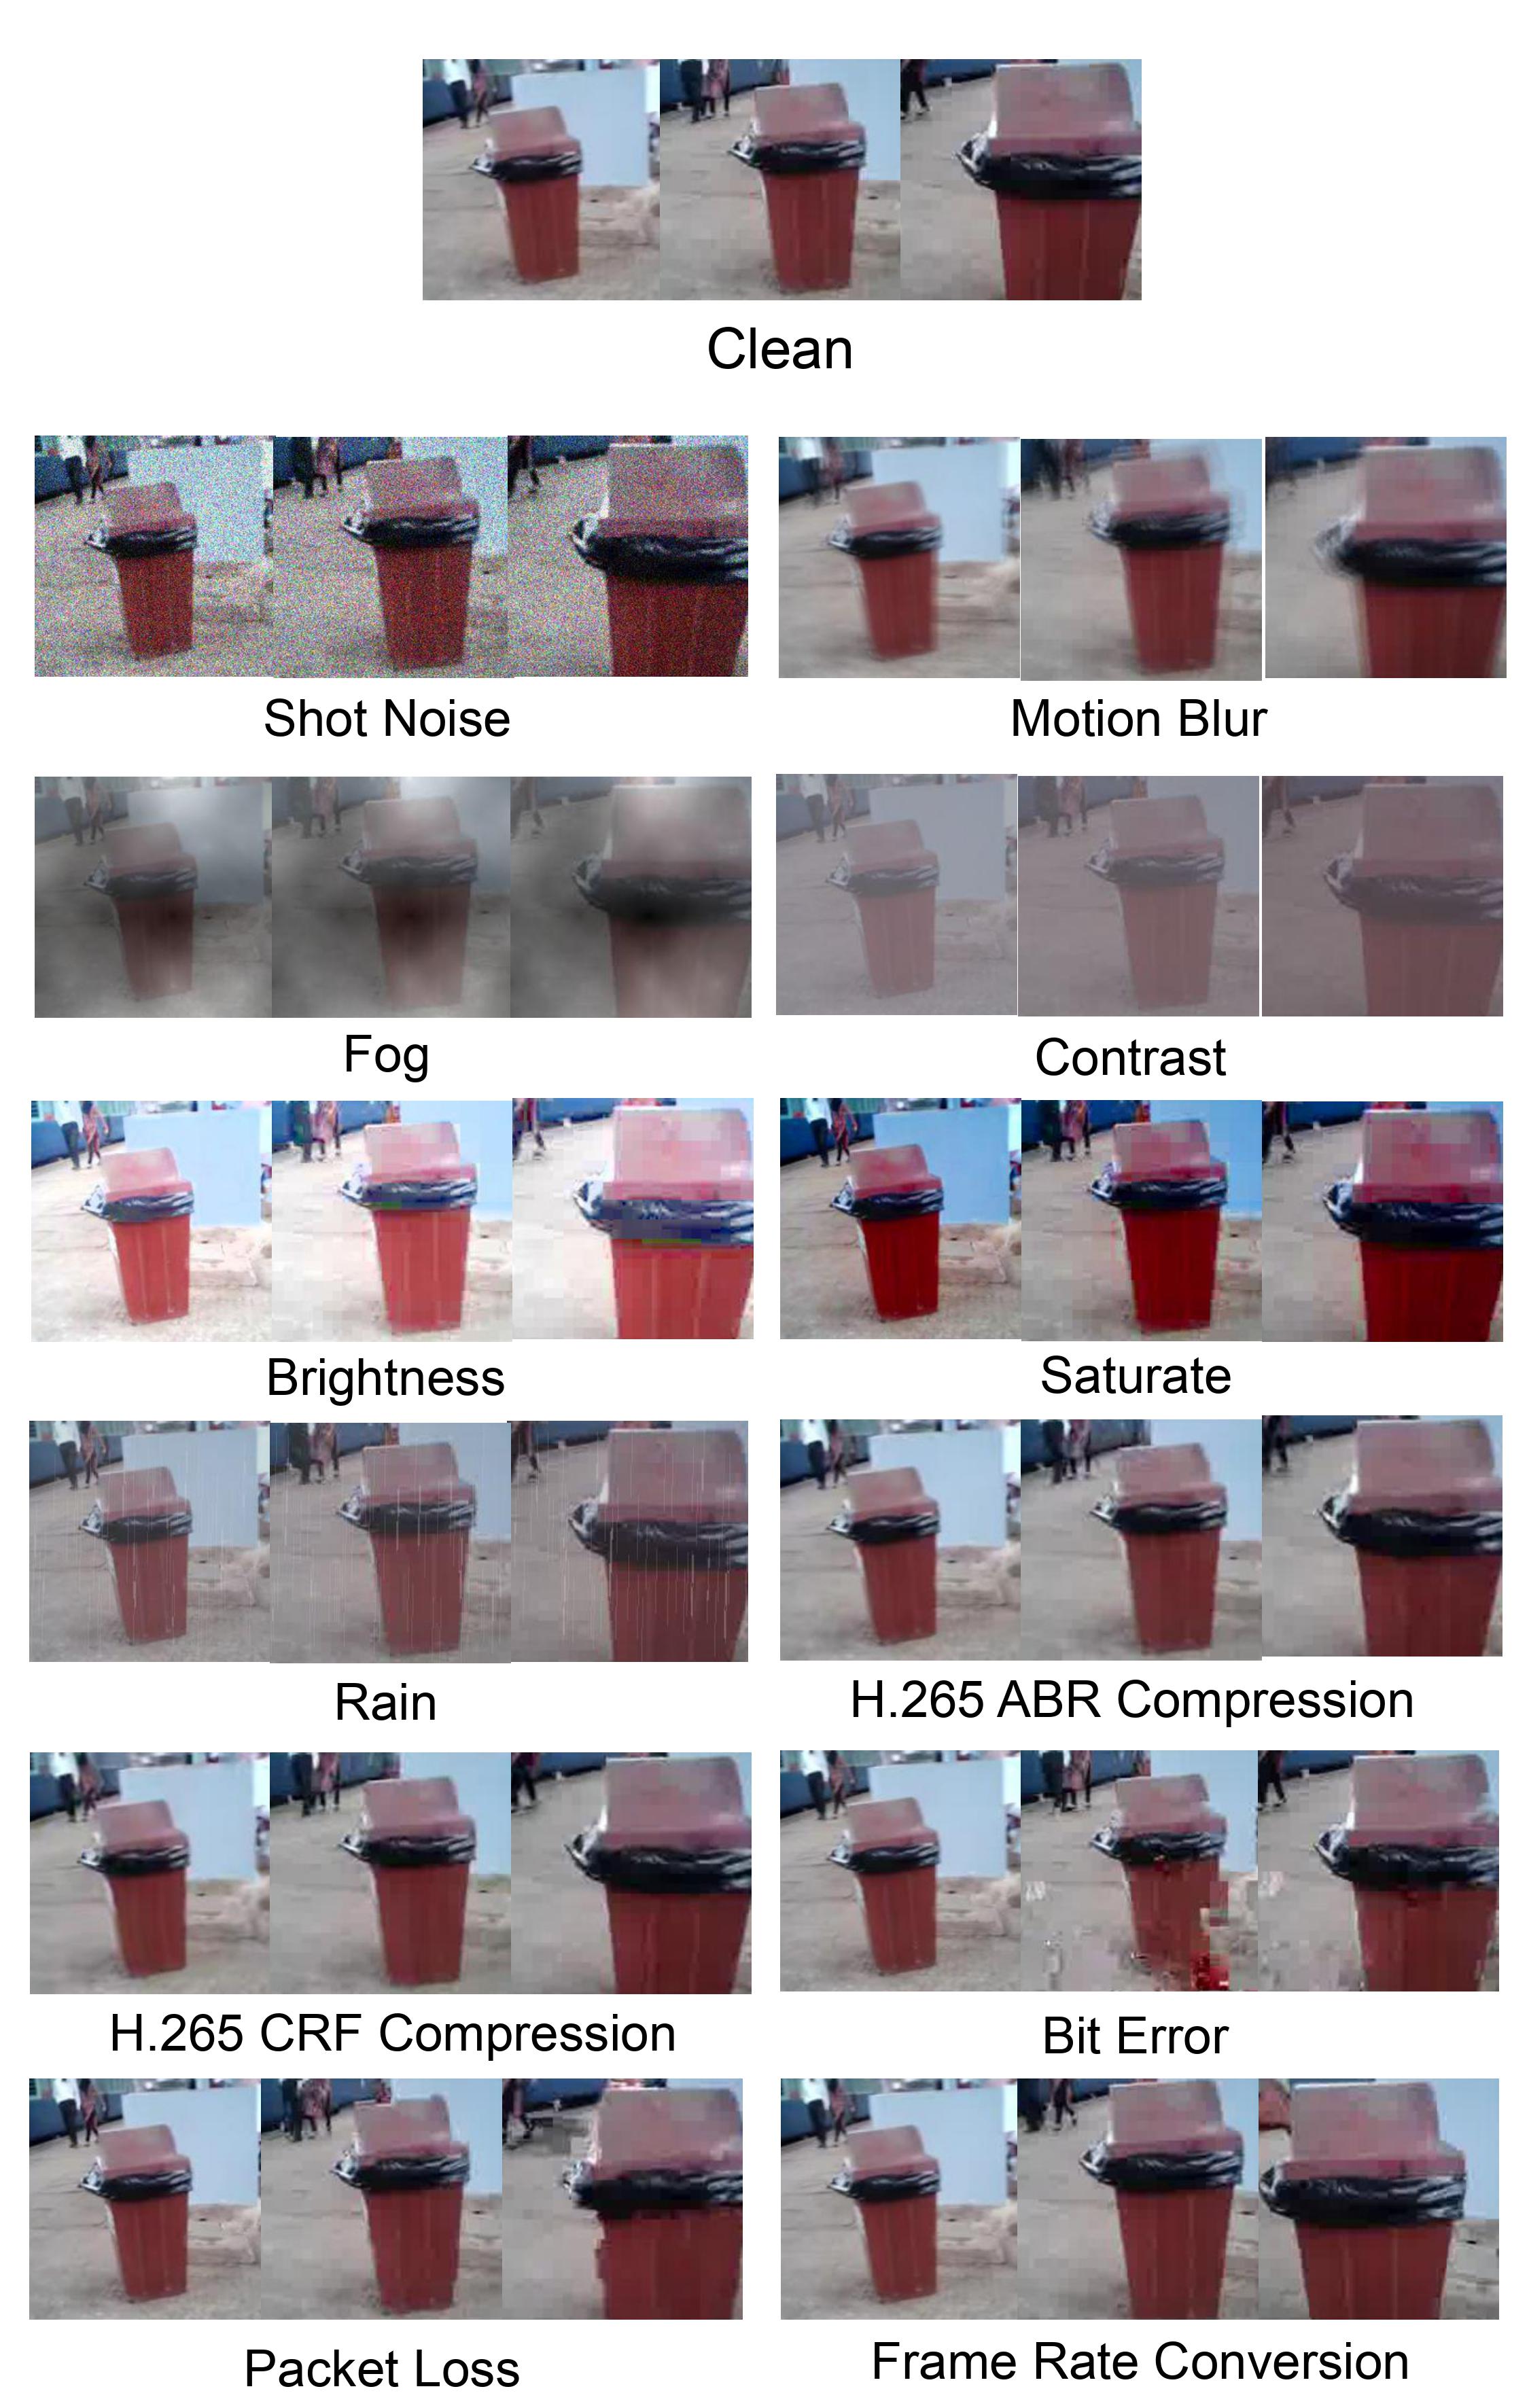 Clean
Shot Noise
Motion Blur
Fog
Contrast
Brightness
Saturate
Rain
H.265 ABR Compression
H.265 CRF Compression
Bit Error
Packet Loss
Frame Rate Conversion